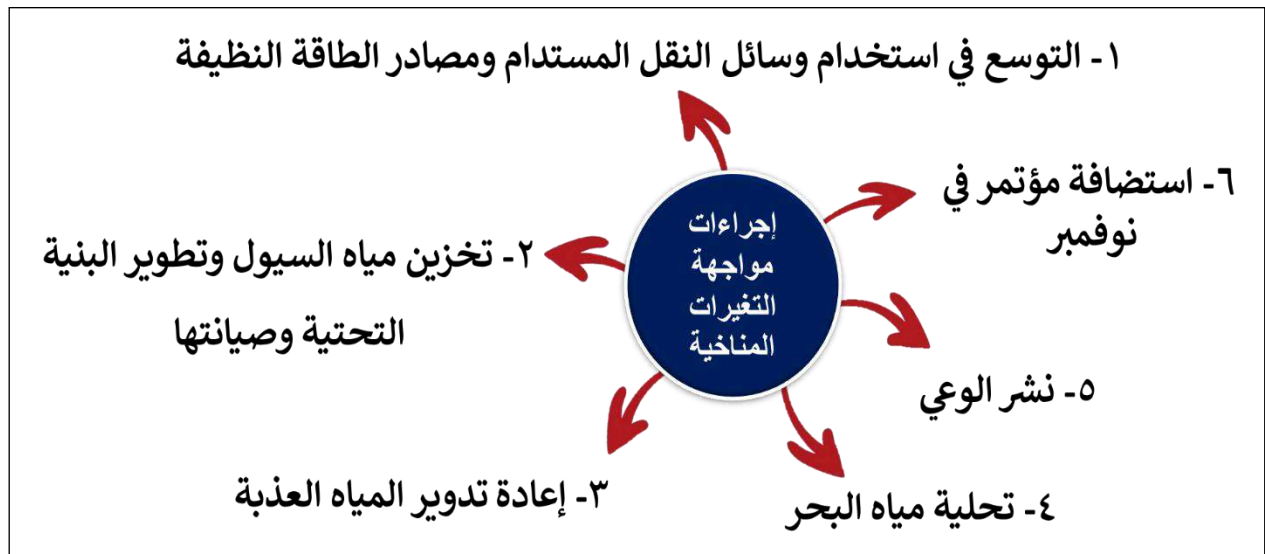 ١- التوسع في استخدام وسائل النقل المستدام ومصادر الطاقة النظيفة
٦- استضافة مؤتمر في
نوفمبر
إجراءات
مواجهة
التغيرات
المناخية
٢- تخزين مياه السيول وتطوير البنية
التحتية وصيانتها
٥- نشر الوعي
٣- إعادة تدوير المياه العذبة
٤- تحلية مياه البحر